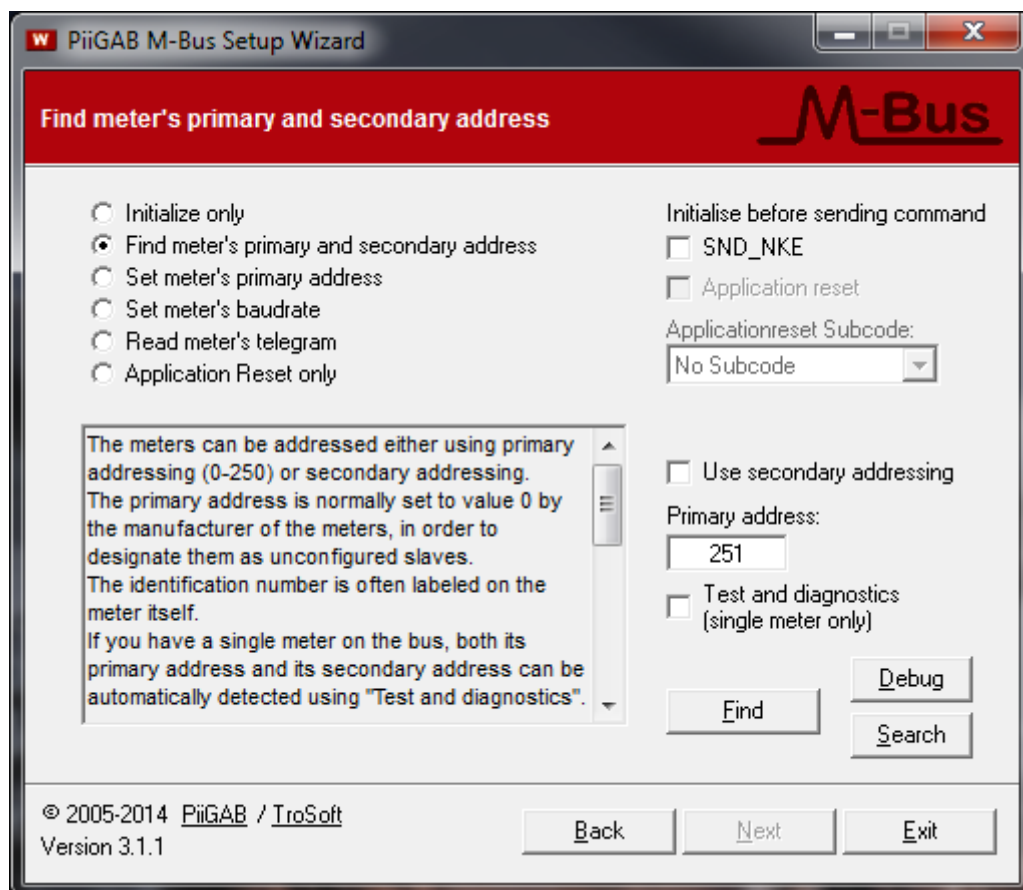 PiiGAB M-Bus Setup Wizard
Find meter's primary and secondary address
M-Bus
Initialize only
Find meter's primary and secondary address
Set meter's primary address
Set meter's baudrate
Read meter's telegram
Application Reset only
Initialise before sending command
SND_NKE
Application reset
Applicationreset Subcode:
No Subcode
The meters can be addressed either using primary
addressing (0-250) or secondary addressing.
The primary address is normally set to value 0 by
the manufacturer of the meters, in order to
designate them as unconfigured slaves.
The identification number is often labeled on the
meter itself.
If you have a single meter on the bus, both its
primary address and its secondary address can be
automatically detected using "Test and diagnostics".
Use secondary addressing
Primary address:
251
Test and diagnostics
(single meter only)
Debug
Find
Search
© 2005-2014 PiiGAB / TroSoft
Version 3.1.1
Back
Next
Exit